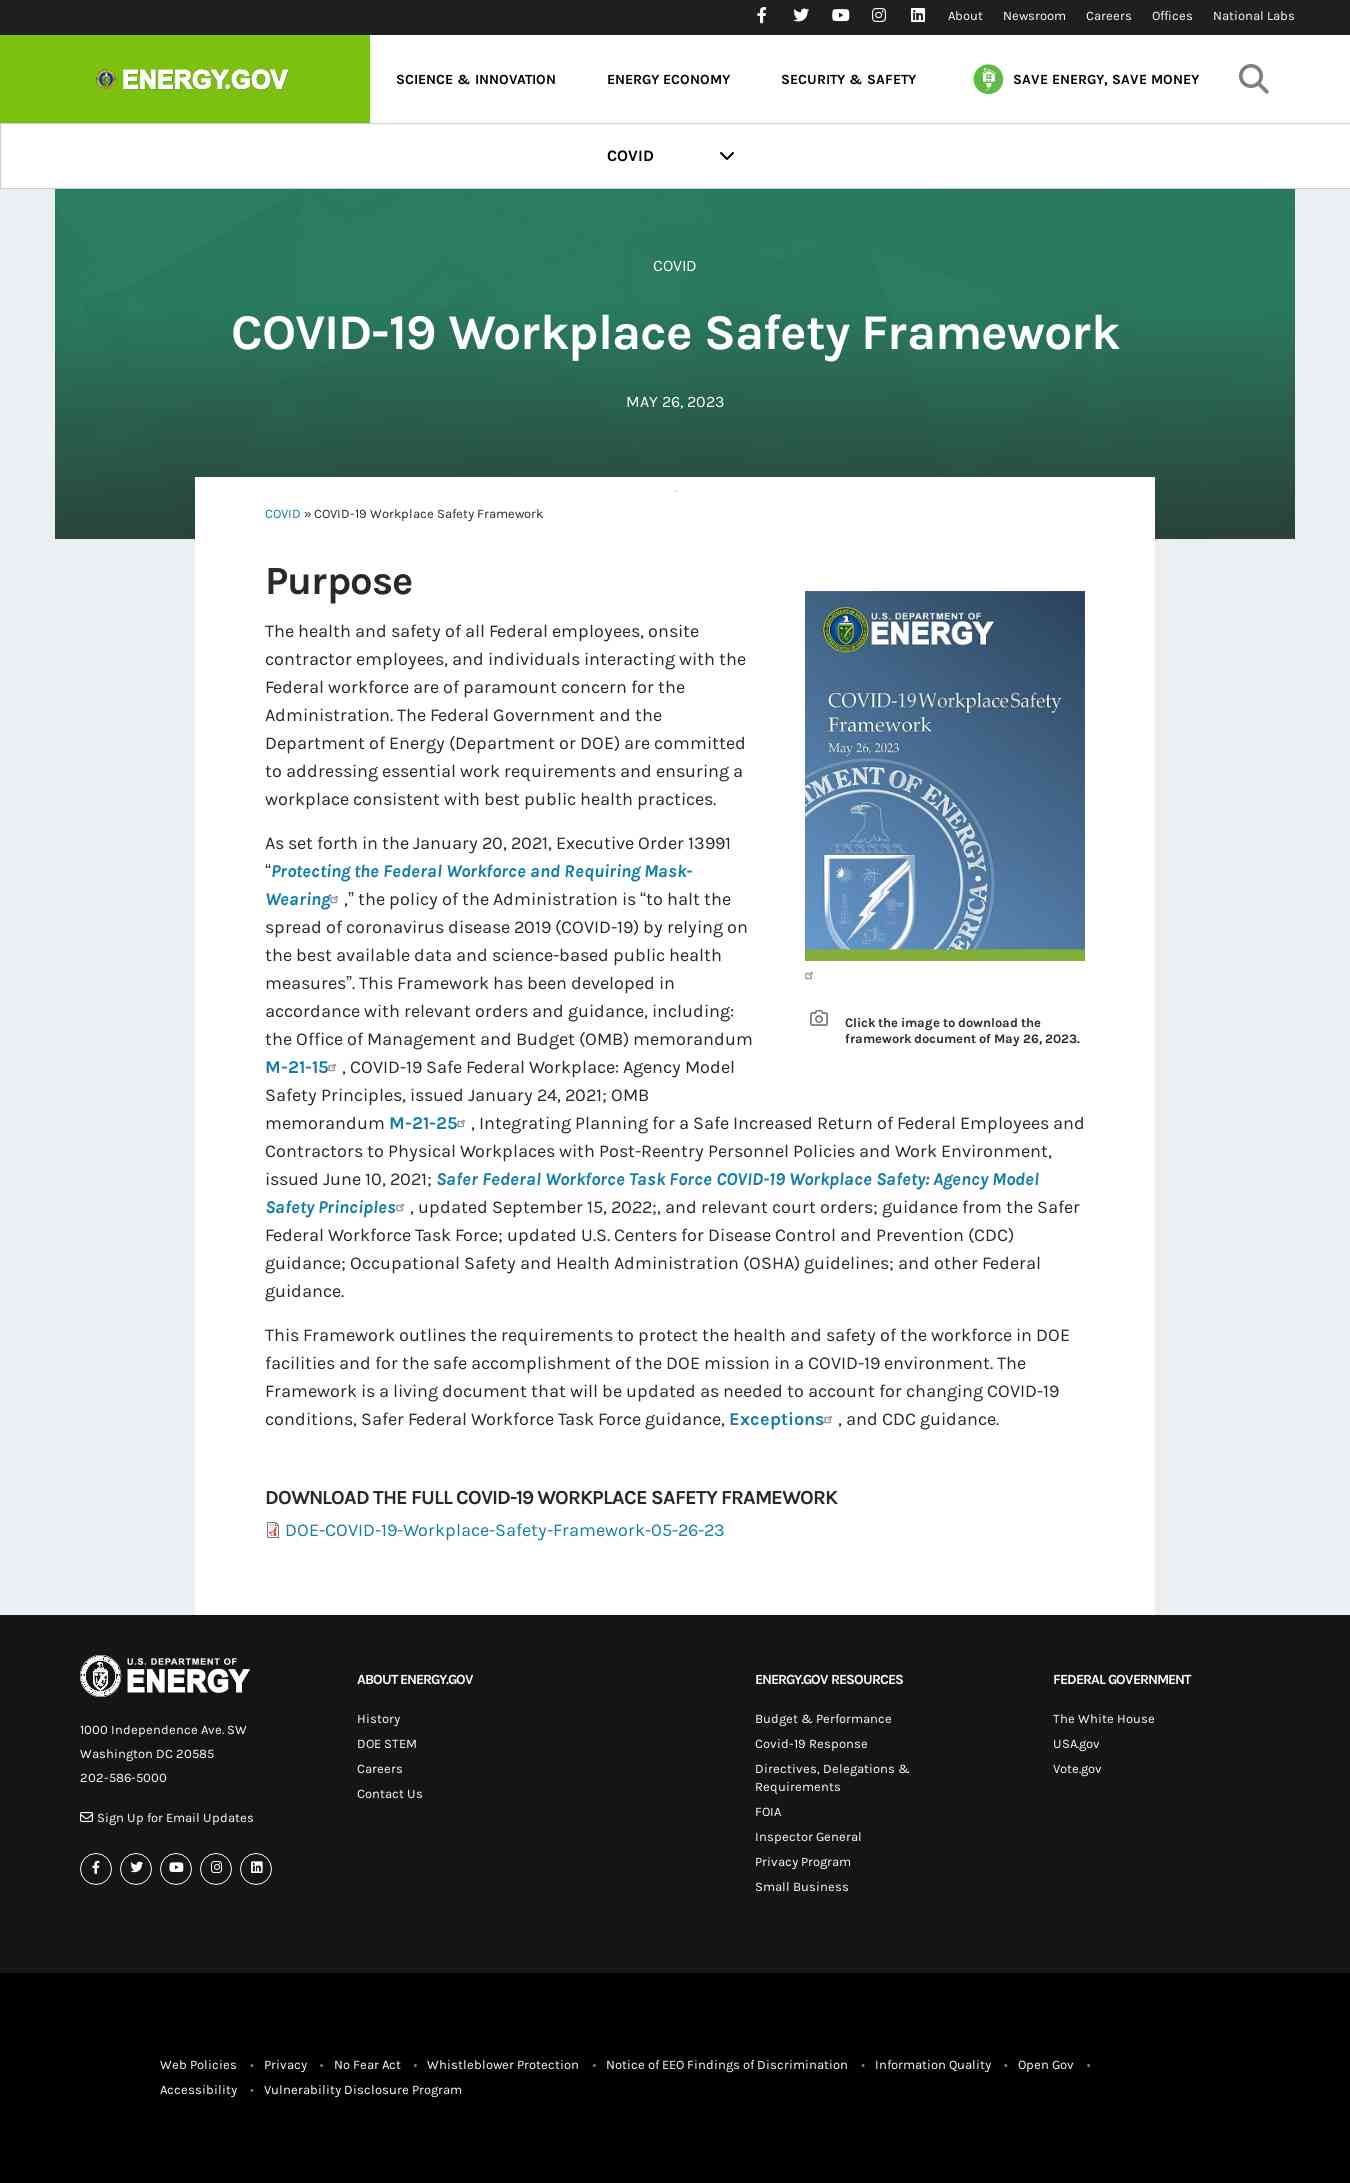 About Newsroom Careers Offices National Labs
ENERGY.GOV
SCIENCE & INNOVATION ENERGY ECONOMY SECURITY & SAFETY SAVE ENERGY, SAVE MONEY
COVID
COVID
COVID-19 Workplace Safety Framework
MAY 26, 2023
COVID » COVID-19 Workplace Safety Framework
Purpose
The health and safety of all Federal employees, onsite
contractor employees, and individuals interacting with the
Federal workforce are of paramount concern for the
Administration. The Federal Government and the
Department of Energy (Department or DOE) are committed
to addressing essential work requirements and ensuring a
workplace consistent with best public health practices.
As set forth in the January 20, 2021, Executive Order 13991
“Protecting the Federal Workforce and Requiring Mask-
Wearing ,” the policy of the Administration is “to halt the
spread of coronavirus disease 2019 (COVID-19) by relying on
the best available data and science-based public health
measures”. This Framework has been developed in
accordance with relevant orders and guidance, including:
the Office of Management and Budget (OMB) memorandum
M-21-15 , COVID-19 Safe Federal Workplace: Agency Model
Safety Principles, issued January 24, 2021; OMB
memorandum M-21-25 , Integrating Planning for a Safe Increased Return of Federal Employees and
Contractors to Physical Workplaces with Post-Reentry Personnel Policies and Work Environment,
issued June 10, 2021; Safer Federal Workforce Task Force COVID-19 Workplace Safety: Agency Model
Safety Principles , updated September 15, 2022;, and relevant court orders; guidance from the Safer
Federal Workforce Task Force; updated U.S. Centers for Disease Control and Prevention (CDC)
guidance; Occupational Safety and Health Administration (OSHA) guidelines; and other Federal
guidance.
U.S. DEPARTMENT OF
ENERGY
COVID-19 Workplace Safety
Framework
May 26, 2023
TMENT OF ENERGY • ERICA
Click the image to download the
framework document of May 26, 2023.
This Framework outlines the requirements to protect the health and safety of the workforce in DOE
facilities and for the safe accomplishment of the DOE mission in a COVID-19 environment. The
Framework is a living document that will be updated as needed to account for changing COVID-19
conditions, Safer Federal Workforce Task Force guidance, Exceptions , and CDC guidance.
DOWNLOAD THE FULL COVID-19 WORKPLACE SAFETY FRAMEWORK
DOE-COVID-19-Workplace-Safety-Framework-05-26-23
U.S. DEPARTMENT OF
ENERGY
1000 Independence Ave. SW
Washington DC 20585
202-586-5000
Sign Up for Email Updates
ABOUT ENERGY.GOV
History
DOE STEM
Careers
Contact Us
ENERGY.GOV RESOURCES
Budget & Performance
Covid-19 Response
Directives, Delegations &
Requirements
FOIA
Inspector General
Privacy Program
Small Business
FEDERAL GOVERNMENT
The White House
USA.gov
Vote.gov
Web Policies • Privacy • No Fear Act • Whistleblower Protection • Notice of EEO Findings of Discrimination • Information Quality • Open Gov •
Accessibility • Vulnerability Disclosure Program